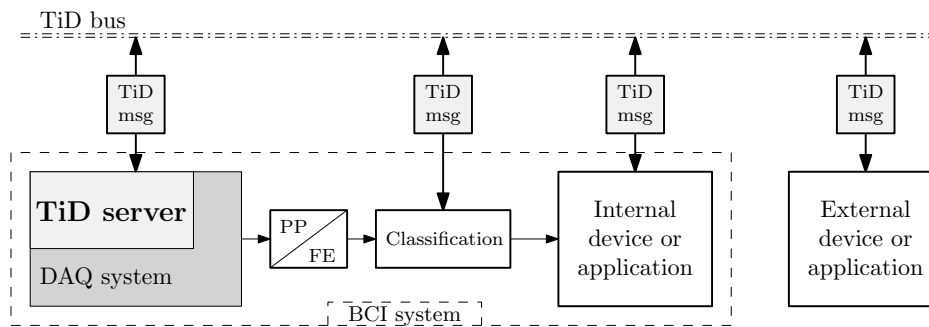 TiD bus
TiD
msg
TiD
msg
TiD
msg
TiD
msg
TiD server
DAQ system
PP
FE
Classification
Internal
device or
application
External
device or
application
BCI system